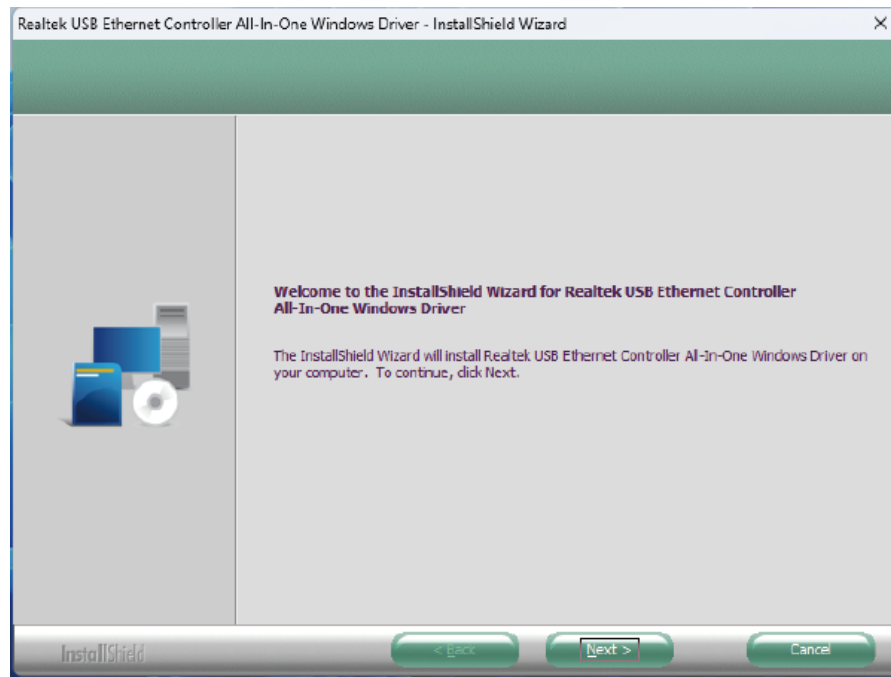 Realtek USB Ethernet Controller All-In-One Windows Driver - InstallShield Wizard
Welcome to the InstallShield Wizard for Realtek USB Ethernet Controller
All-In-One Windows Driver
The InstallShield Wizard will install Realtek USB Ethernet Controller All-In-One Windows Driver on
your computer. To continue, click Next.
InstallShield
< Back
Next >
Cancel